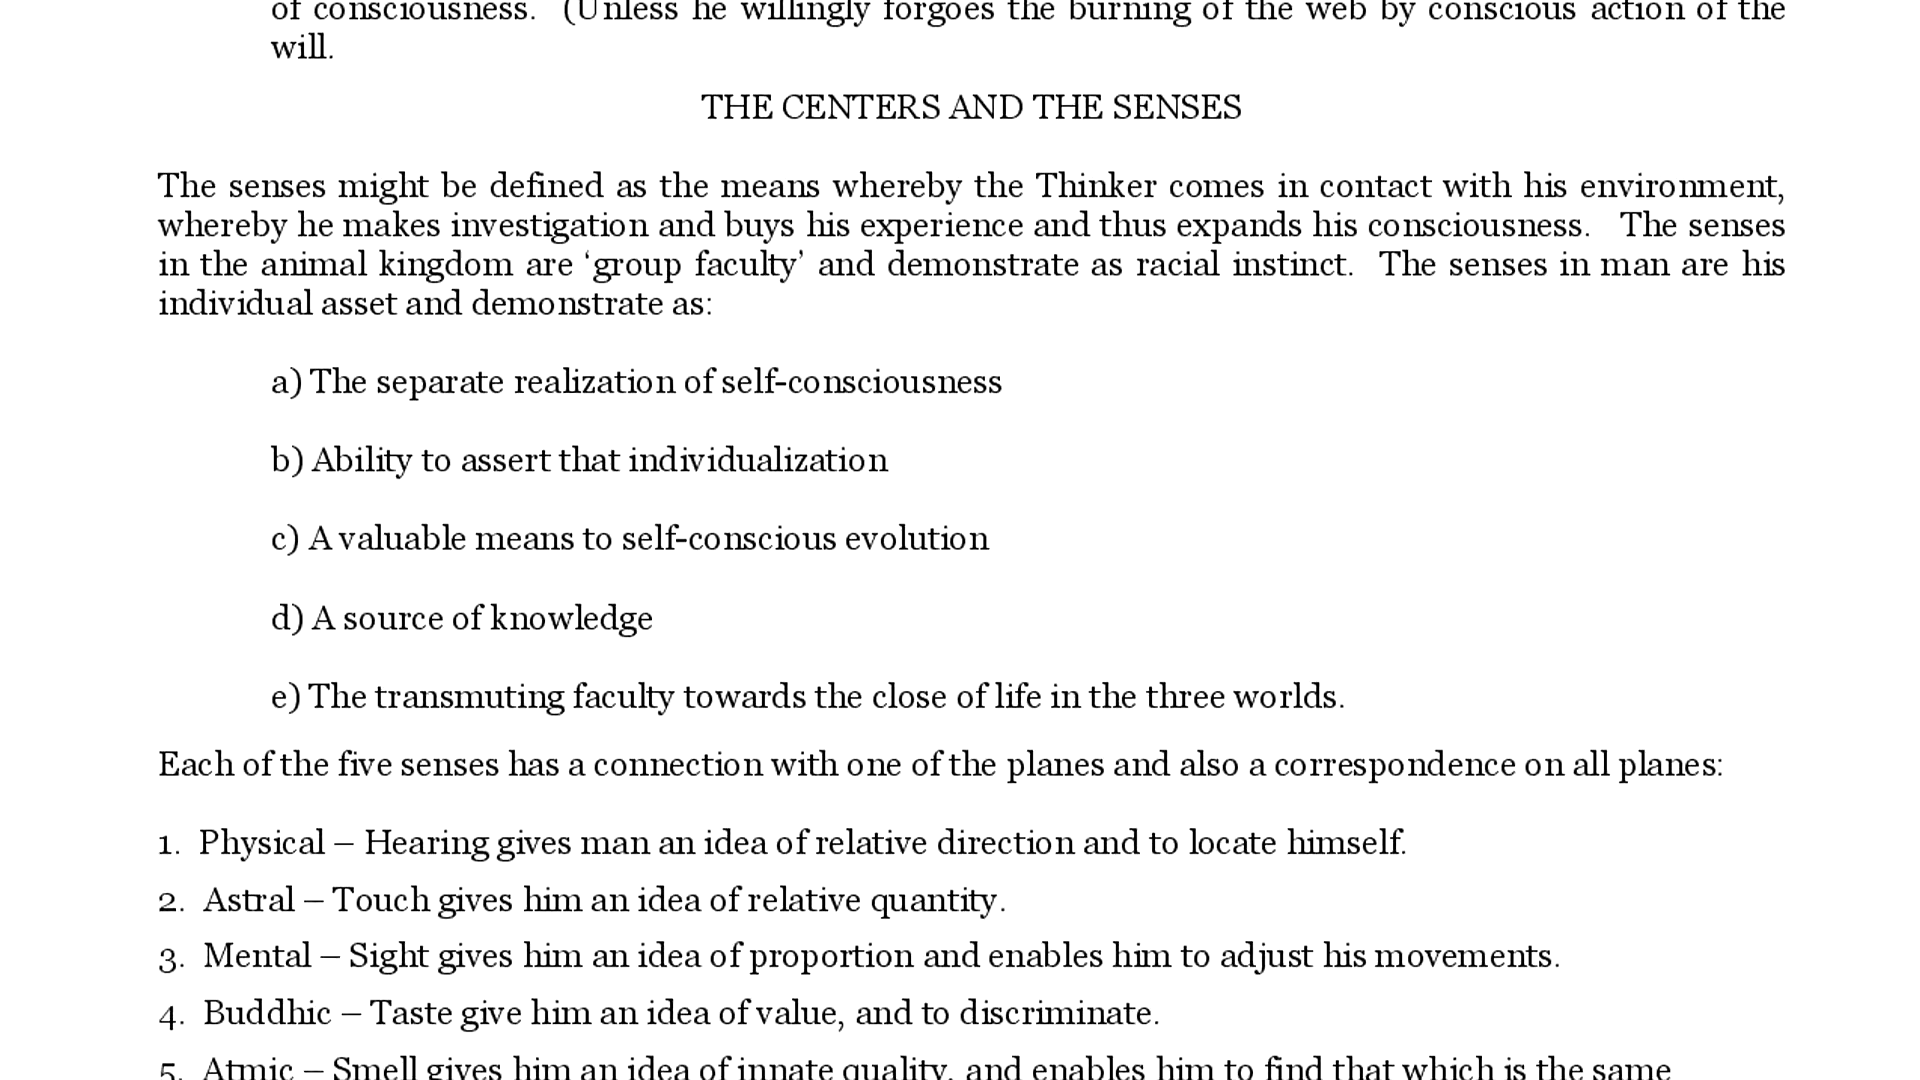 of consciousness. (Unless he willingly forgoes the burning of the web by conscious action of the
will.
THE CENTERS AND THE SENSES
The senses might be defined as the means whereby the Thinker comes in contact with his environment,
whereby he makes investigation and buys his experience and thus expands his consciousness. The senses
in the animal kingdom are ‘group faculty’ and demonstrate as racial instinct. The senses in man are his
individual asset and demonstrate as:
a) The separate realization of self-consciousness
b) Ability to assert that individualization
c) A valuable means to self-conscious evolution
d) A source of knowledge
e) The transmuting faculty towards the close of life in the three worlds.
Each of the five senses has a connection with one of the planes and also a correspondence on all planes:
1. Physical – Hearing gives man an idea of relative direction and to locate himself.
2. Astral – Touch gives him an idea of relative quantity.
3. Mental – Sight gives him an idea of proportion and enables him to adjust his movements.
4. Buddhic – Taste give him an idea of value, and to discriminate.
5. Atmic – Smell gives him an idea of innate quality, and enables him to find that which is the same